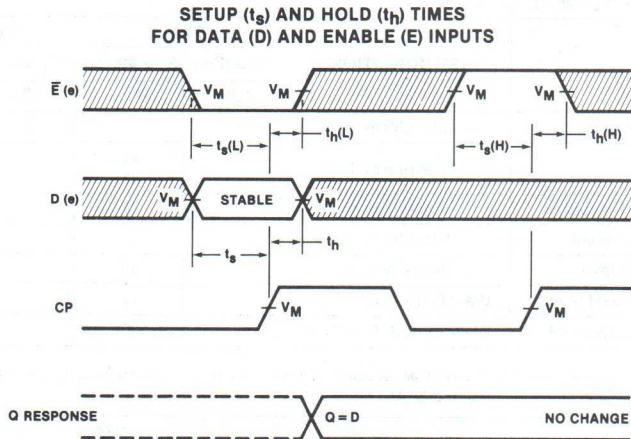 SETUP (ts) AND HOLD (th) TIMES
FOR DATA (D) AND ENABLE (E) INPUTS
E̅ (e) VM VM VM VM
ts(L) th(L) ts(H) th(H)
D (e) VM STABLE VM
ts th
CP VM VM
Q RESPONSE Q = D NO CHANGE